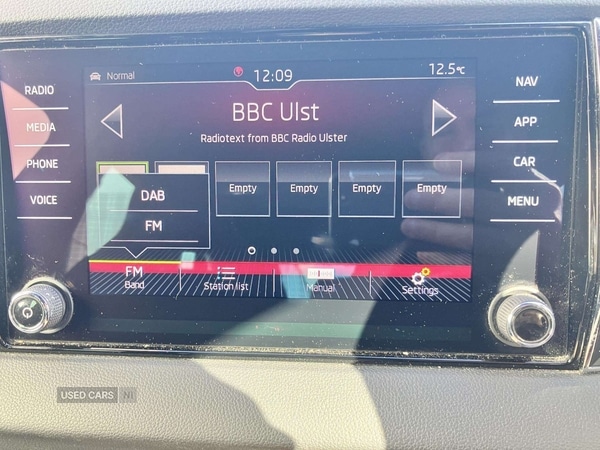 RADIO
MEDIA
PHONE
VOICE
Normal
12:09
12.5°C
BBC Ulst
Radiotext from BBC Radio Ulster
Empty
Empty
Empty
Empty
DAB
FM
FM
Band
Station list
Manual
Settings
NAV
APP
CAR
MENU
USED CARS NI